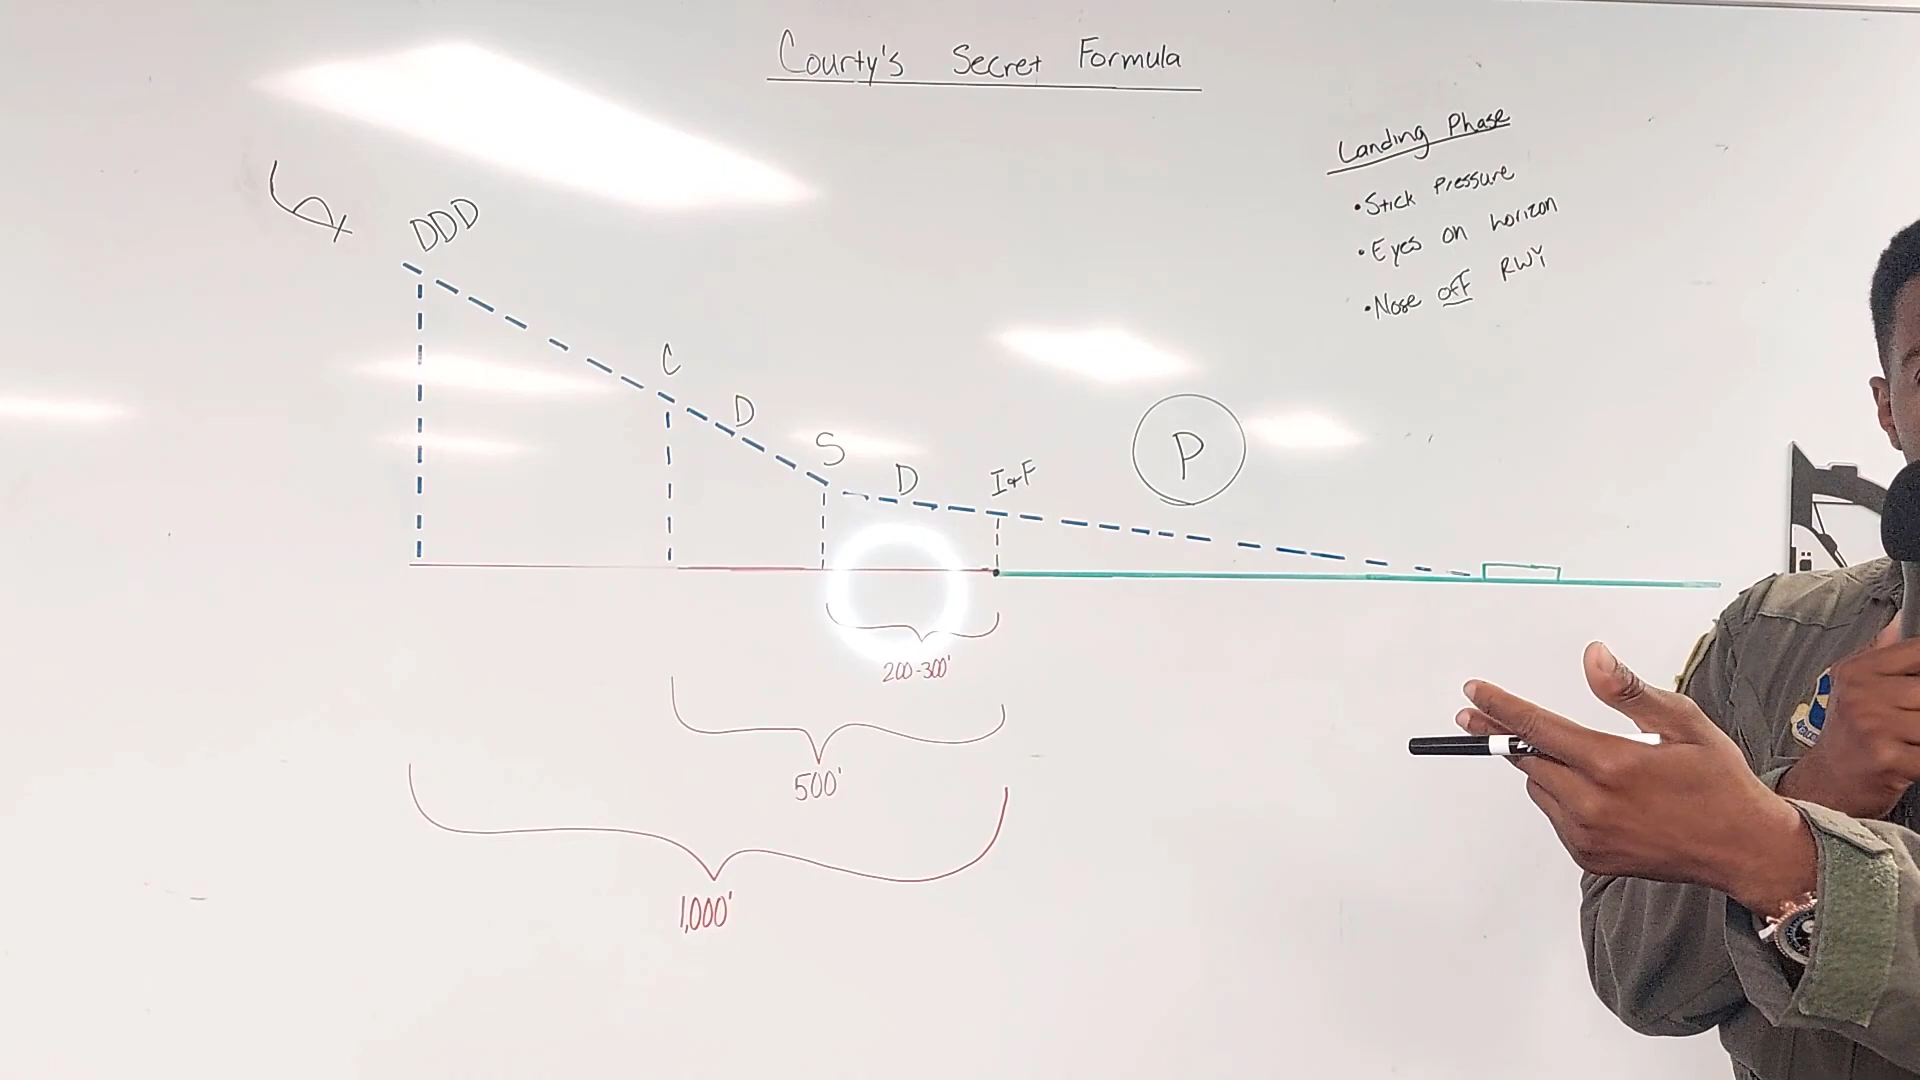 Courty's Secret Formula
Landing Phase
• Stick Pressure
• Eyes on horizon
• Nose off RWY
DDD
C
D
S
D
I+F
P
200-300'
500'
1,000'